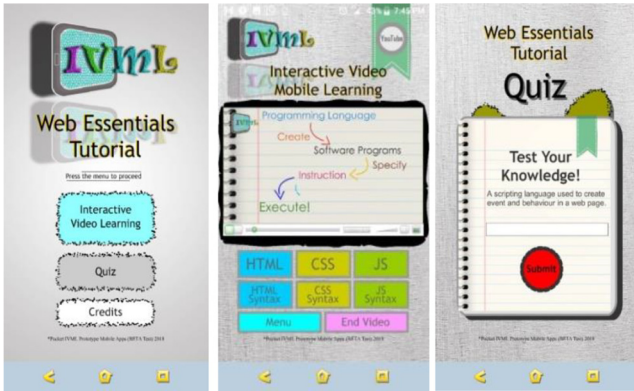 IVML
Web Essentials
Tutorial
Press the menu to proceed
Interactive
Video Learning
Quiz
Credits
IVML
YouTube
Interactive Video
Mobile Learning
IVML
Programming Language
Create
Software Programs
Specify
Instruction
Execute!
HTML CSS JS
HTML
Syntax
CSS
Syntax
JS
Syntax
Menu End Video
Web Essentials
Tutorial
Quiz
Test Your
Knowledge!
A scripting language used to create
event and behaviour in a web page.
Submit